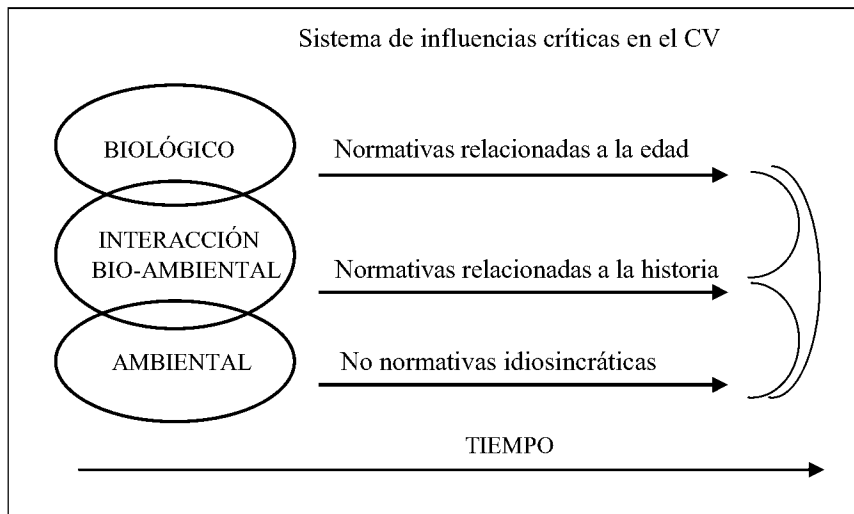 Sistema de influencias críticas en el CV
BIOLÓGICO
Normativas relacionadas a la edad
INTERACCIÓN
BIO-AMBIENTAL
Normativas relacionadas a la historia
AMBIENTAL
No normativas idiosincráticas
TIEMPO